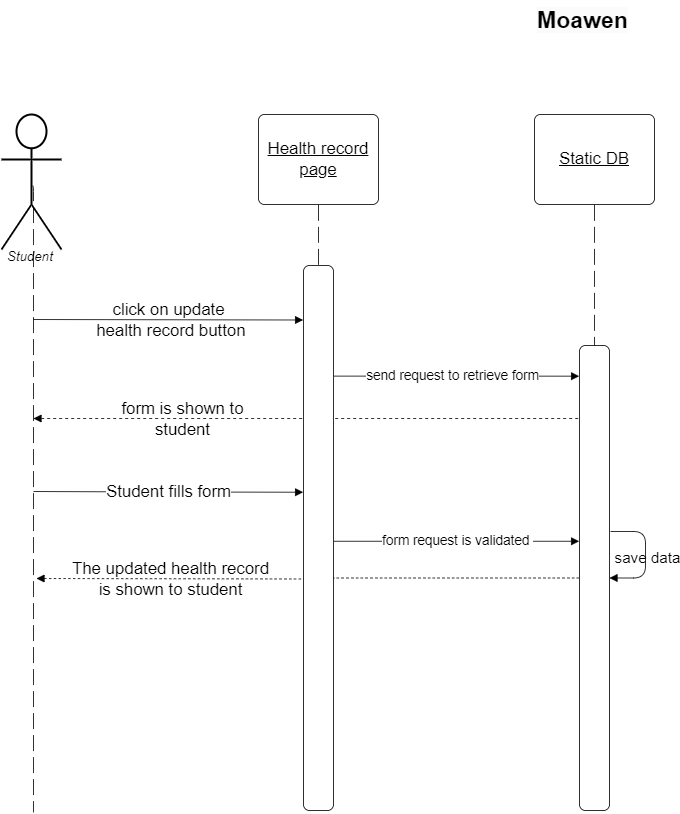 Moawen
Health record
page
Static DB
Student
click on update
health record button
send request to retrieve form
form is shown to
student
Student fills form
form request is validated
save data
The updated health record
is shown to student